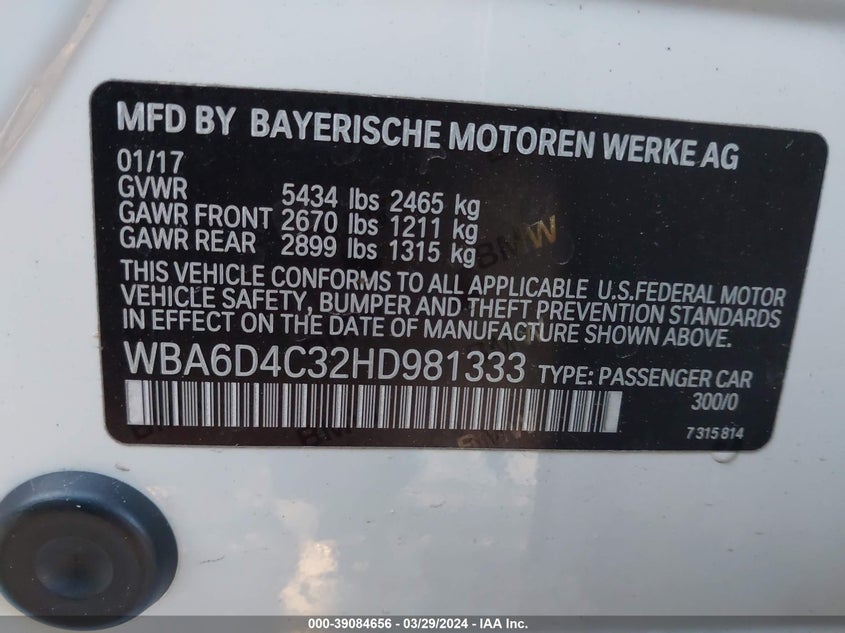 MFD BY BAYERISCHE MOTOREN WERKE AG
01/17
GVWR 5434 lbs 2465 kg
GAWR FRONT 2670 lbs 1211 kg
GAWR REAR 2899 lbs 1315 kg
THIS VEHICLE CONFORMS TO ALL APPLICABLE U.S.FEDERAL MOTOR
VEHICLE SAFETY, BUMPER AND THEFT PREVENTION STANDARDS
IN EFFECT ON THE DATE OF MANUFACTURE SHOWN ABOVE.
WBA6D4C32HD981333 TYPE: PASSENGER CAR
300/0
7 315 814
BMW
BMW
000-39084656 - 03/29/2024 - IAA Inc.